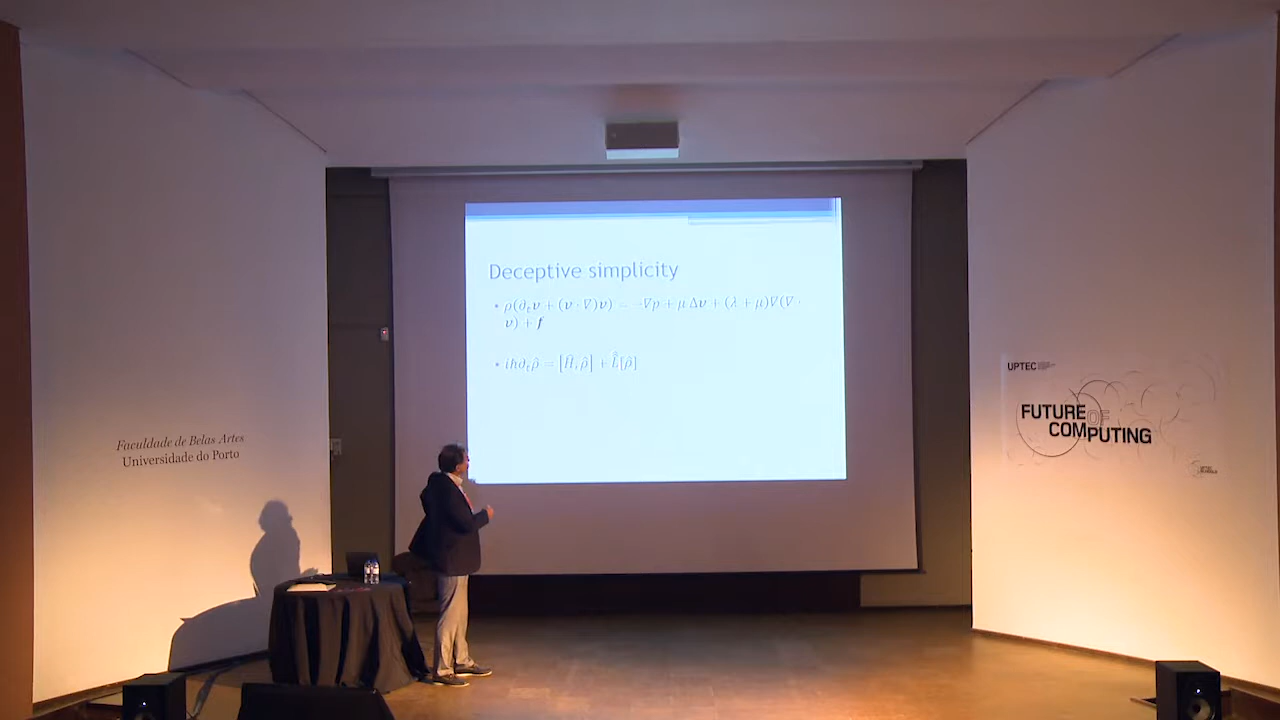 Deceptive simplicity
• ρ(∂ₜv + (v · ∇)v) = −∇p + μ Δv + (λ + μ)∇(∇ ·
v) + f
• iℏ∂ₜρ̂ = [Ĥ, ρ̂] + L̂̂[ρ̂]
Faculdade de Belas Artes
Universidade do Porto
UPTEC
FUTURE OF
COMPUTING